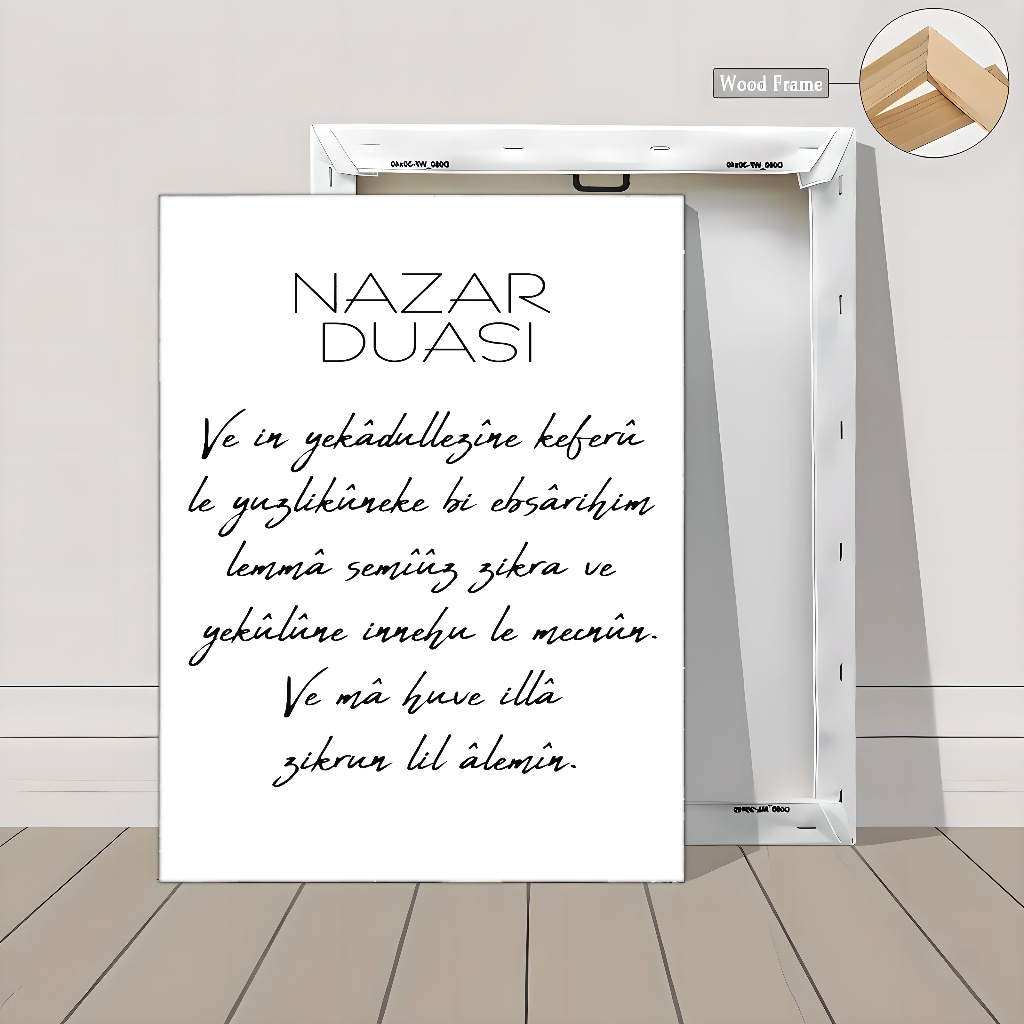 Wood Frame
NAZAR
DUASI
Ve in yekâdullezîne keferû
le yuzlikûneke bi ebsârihim
lemmâ semîûz zikra ve
yekûlûne innehu le mecnûn.
Ve mâ huve illâ
zikrun lil âlemîn.